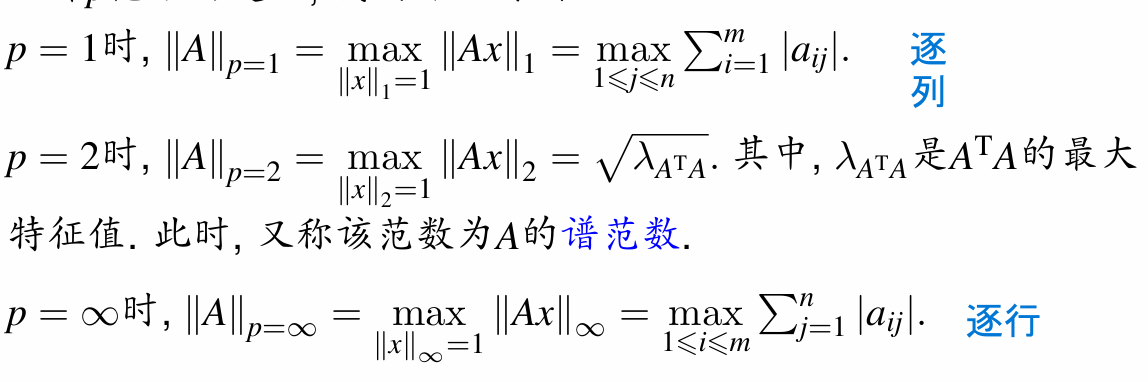 p = 1时, ‖A‖_{p=1} = max_{‖x‖_1=1} ‖Ax‖_1 = max_{1⩽j⩽n} ∑_{i=1}^{m} |a_{ij}|. 逐
列
p = 2时, ‖A‖_{p=2} = max_{‖x‖_2=1} ‖Ax‖_2 = √λ_{A^TA}. 其中, λ_{A^TA}是A^TA的最大
特征值. 此时, 又称该范数为A的谱范数.
p = ∞时, ‖A‖_{p=∞} = max_{‖x‖_∞=1} ‖Ax‖_∞ = max_{1⩽i⩽m} ∑_{j=1}^{n} |a_{ij}|. 逐行